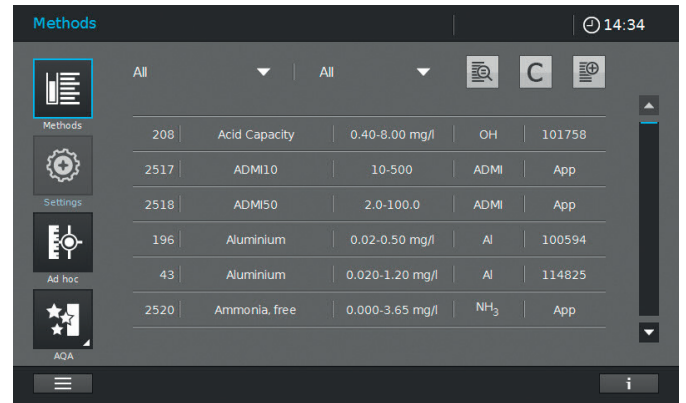 Methods
14:34
All All C
Methods
208 Acid Capacity 0.40-8.00 mg/l OH 101758
2517 ADMI10 10-500 ADMI App
Settings
2518 ADMI50 2.0-100.0 ADMI App
196 Aluminium 0.02-0.50 mg/l Al 100594
Ad hoc
43 Aluminium 0.020-1.20 mg/l Al 114825
2520 Ammonia, free 0.000-3.65 mg/l NH₃ App
AQA
i